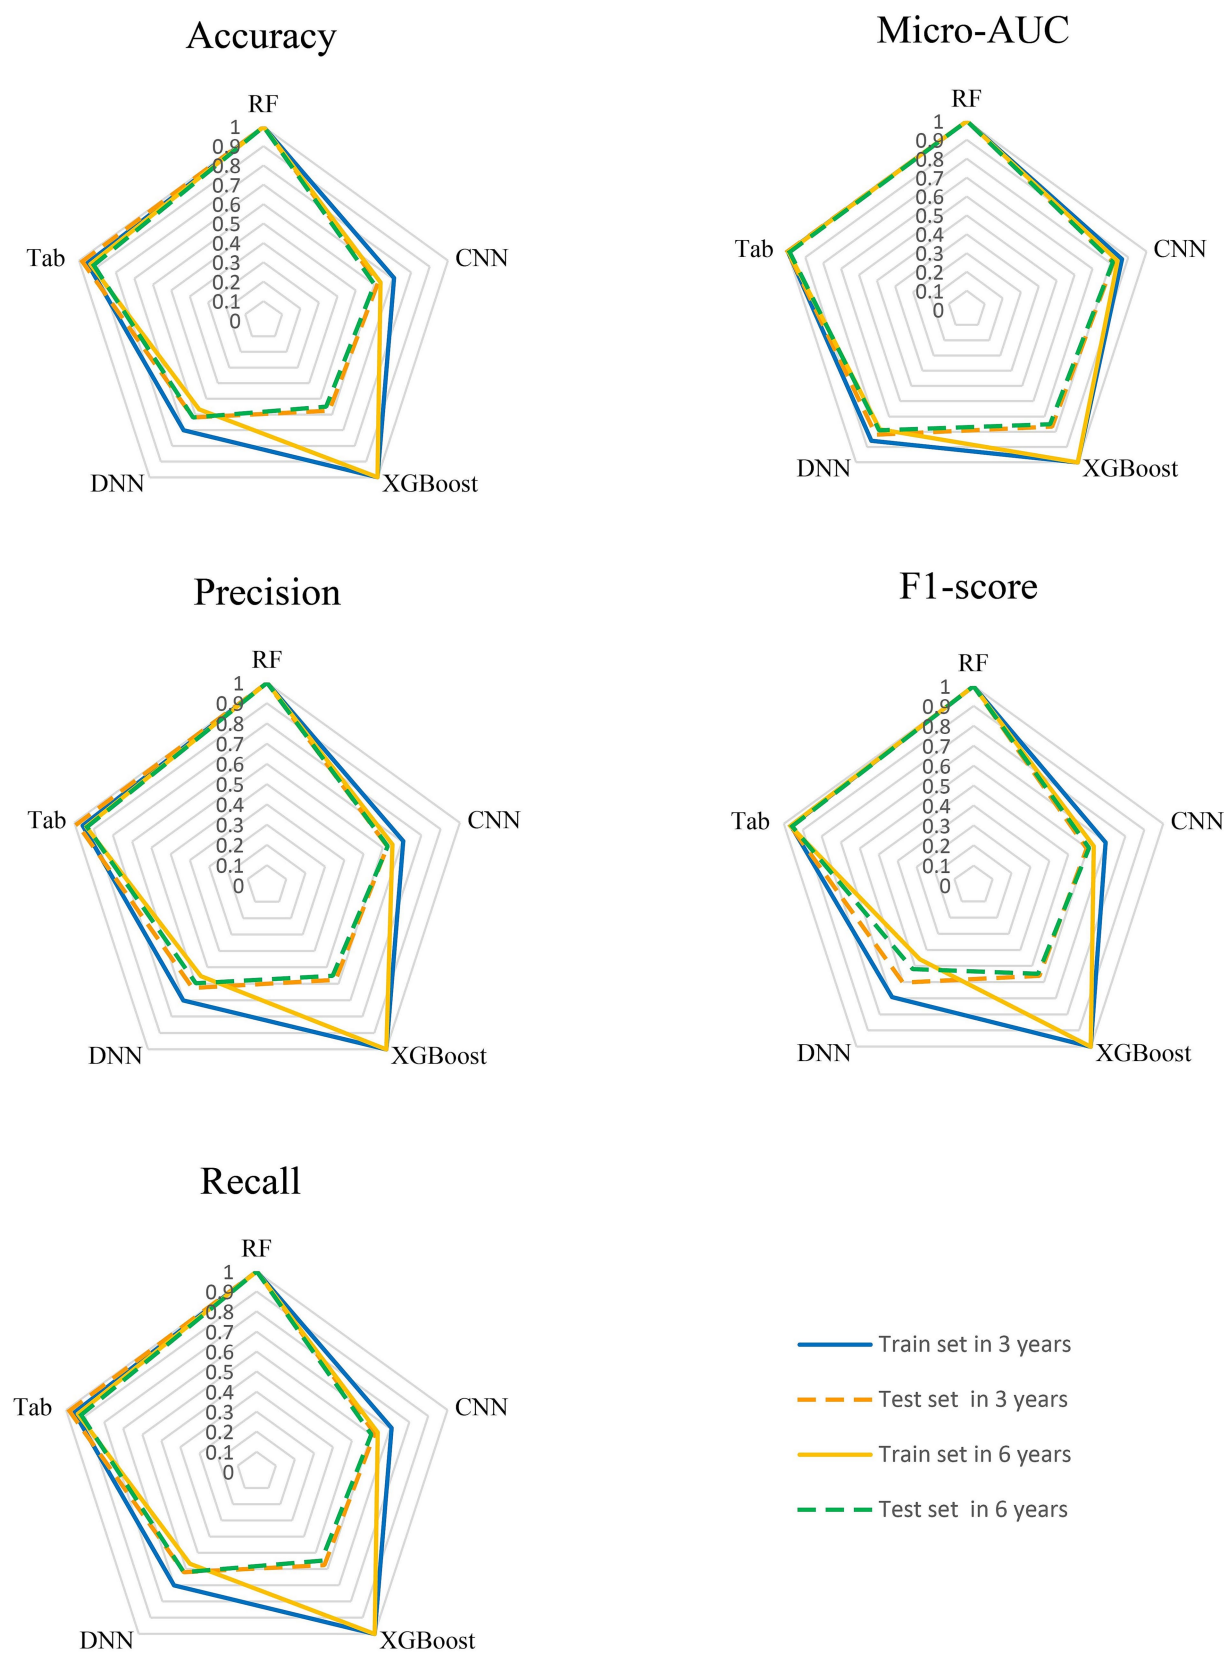 Accuracy
RF
1
0.9
0.8
0.7
0.6
0.5
0.4
0.3
0.2
0.1
0
Tab
CNN
DNN
XGBoost
Micro-AUC
RF
1
0.9
0.8
0.7
0.6
0.5
0.4
0.3
0.2
0.1
0
Tab
CNN
DNN
XGBoost
Precision
RF
1
0.9
0.8
0.7
0.6
0.5
0.4
0.3
0.2
0.1
0
Tab
CNN
DNN
XGBoost
F1-score
RF
1
0.9
0.8
0.7
0.6
0.5
0.4
0.3
0.2
0.1
0
Tab
CNN
DNN
XGBoost
Recall
RF
1
0.9
0.8
0.7
0.6
0.5
0.4
0.3
0.2
0.1
0
Tab
CNN
DNN
XGBoost
Train set in 3 years
Test set in 3 years
Train set in 6 years
Test set in 6 years